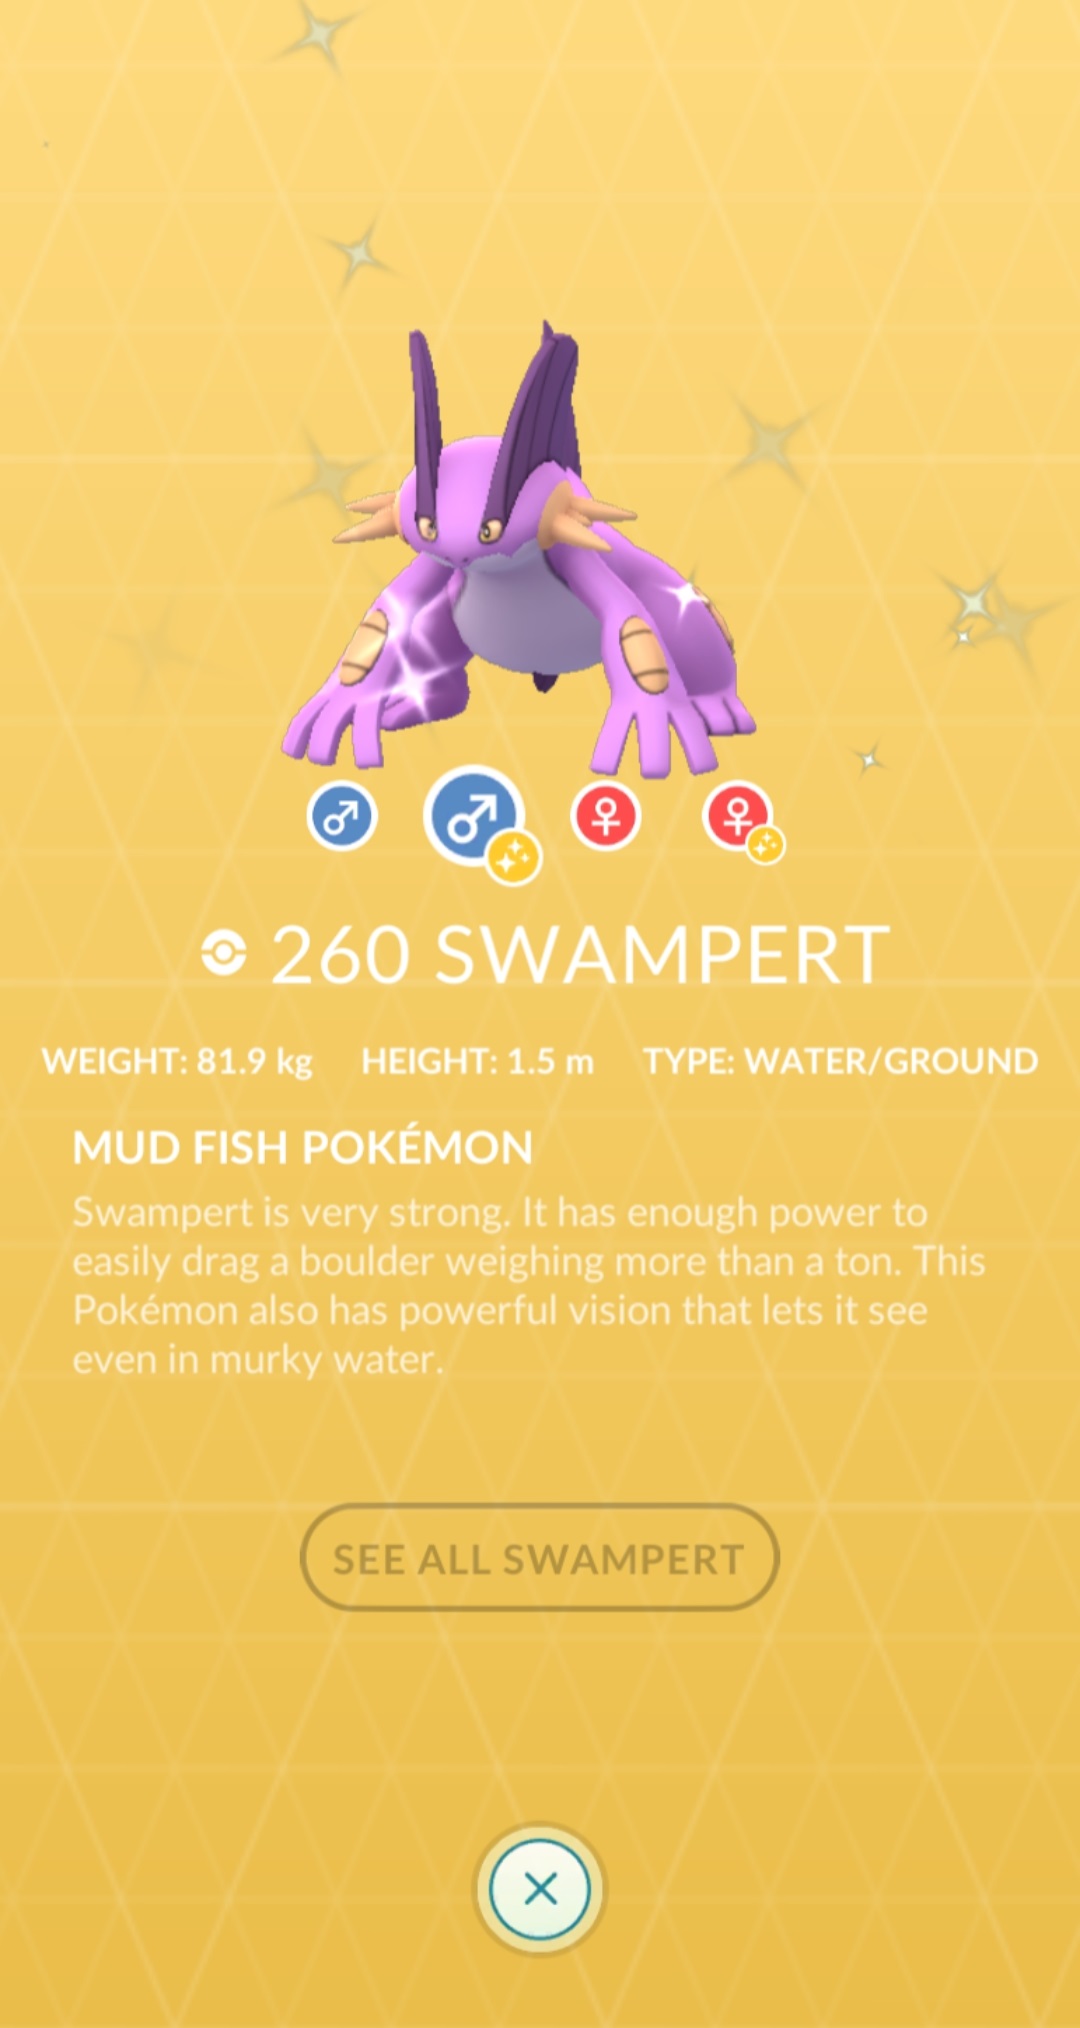 260 SWAMPERT
WEIGHT: 81.9 kg HEIGHT: 1.5 m TYPE: WATER/GROUND
MUD FISH POKÉMON
Swampert is very strong. It has enough power to
easily drag a boulder weighing more than a ton. This
Pokémon also has powerful vision that lets it see
even in murky water.
SEE ALL SWAMPERT